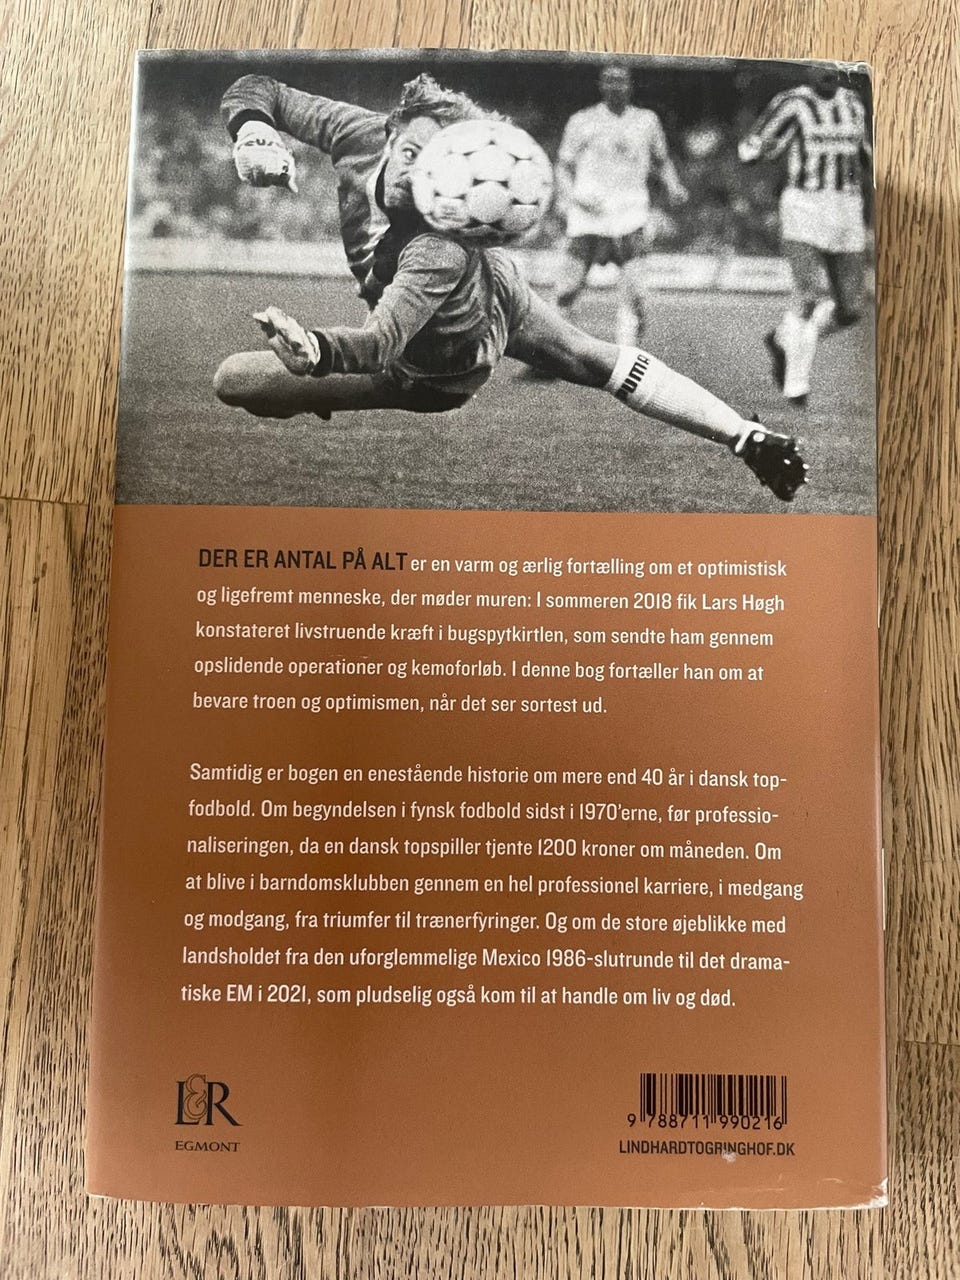 PUMA
DER ER ANTAL PÅ ALT er en varm og ærlig fortælling om et optimistisk
og ligefremt menneske, der møder muren: I sommeren 2018 fik Lars Høgh
konstateret livstruende kræft i bugspytkirtlen, som sendte ham gennem
opslidende operationer og kemoforløb. I denne bog fortæller han om at
bevare troen og optimismen, når det ser sortest ud.
Samtidig er bogen en enestående historie om mere end 40 år i dansk top-
fodbold. Om begyndelsen i fynsk fodbold sidst i 1970'erne, før professio-
naliseringen, da en dansk topspiller tjente 1200 kroner om måneden. Om
at blive i barndomsklubben gennem en hel professionel karriere, i medgang
og modgang, fra triumfer til trænerfyringer. Og om de store øjeblikke med
landsholdet fra den uforglemmelige Mexico 1986-slutrunde til det drama-
tiske EM i 2021, som pludselig også kom til at handle om liv og død.
L&R
EGMONT
9 788711 990216
LINDHARDTOGRINGHOF.DK